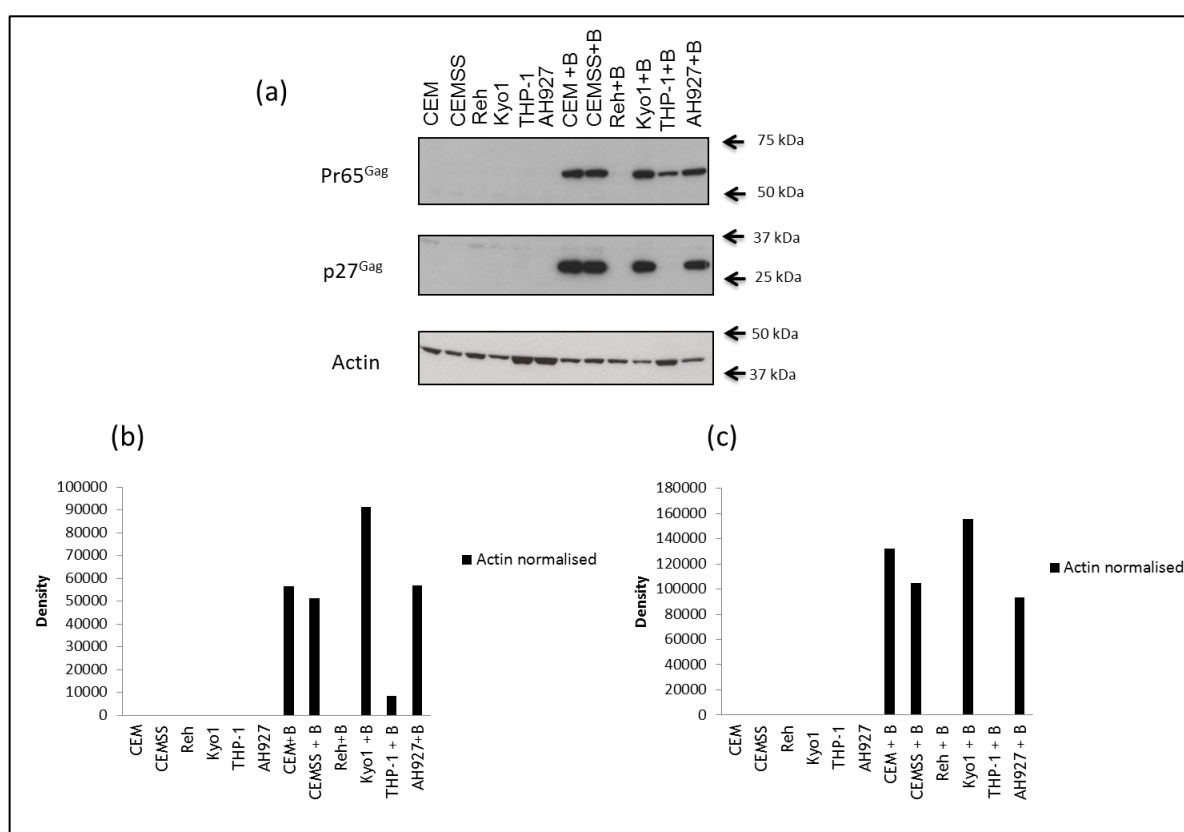 (a)
CEM
CEMSS
Reh
Kyo1
THP-1
AH927
CEM +B
CEMSS+B
Reh+B
Kyo1+B
THP-1+B
AH927+B
Pr65Gag
75 kDa
50 kDa
p27Gag
37 kDa
25 kDa
Actin
50 kDa
37 kDa
(b)
100000
90000
80000
70000
60000
50000
40000
30000
20000
10000
0
Density
CEM
CEMSS
Reh
Kyo1
THP-1
AH927
CEM+B
CEMSS + B
Reh+B
Kyo1 +B
THP-1 + B
AH927+B
Actin normalised
(c)
180000
160000
140000
120000
100000
80000
60000
40000
20000
0
Density
CEM
CEMSS
Reh
Kyo1
THP-1
AH927
CEM + B
CEMSS + B
Reh + B
Kyo1 + B
THP-1 + B
AH927 + B
Actin normalised